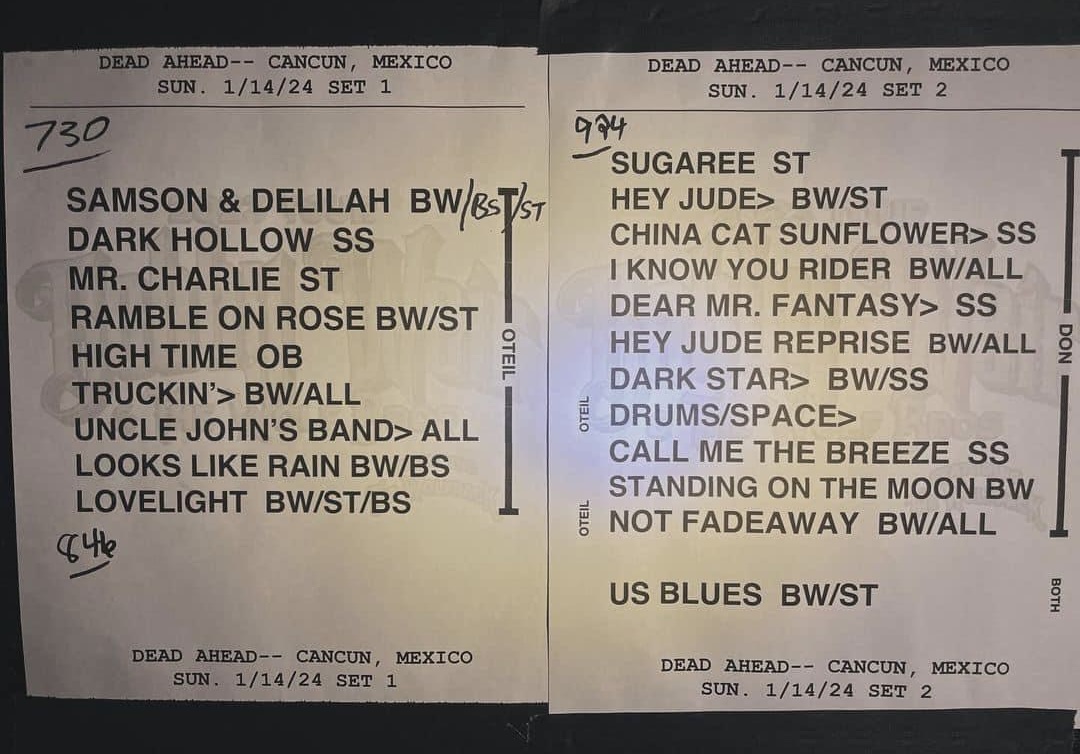 DEAD AHEAD-- CANCUN, MEXICO
SUN. 1/14/24 SET 1
730
SAMSON & DELILAH BW/BS/ST
DARK HOLLOW SS
MR. CHARLIE ST
RAMBLE ON ROSE BW/ST
HIGH TIME OB
TRUCKIN'> BW/ALL
UNCLE JOHN'S BAND> ALL
LOOKS LIKE RAIN BW/BS
LOVELIGHT BW/ST/BS
OTEIL
846
DEAD AHEAD-- CANCUN, MEXICO
SUN. 1/14/24 SET 1
DEAD AHEAD-- CANCUN, MEXICO
SUN. 1/14/24 SET 2
924
SUGAREE ST
HEY JUDE> BW/ST
CHINA CAT SUNFLOWER> SS
I KNOW YOU RIDER BW/ALL
DEAR MR. FANTASY> SS
HEY JUDE REPRISE BW/ALL
DARK STAR> BW/SS
OTEIL DRUMS/SPACE>
CALL ME THE BREEZE SS
STANDING ON THE MOON BW
OTEIL NOT FADEAWAY BW/ALL
DON
US BLUES BW/ST
BOTH
DEAD AHEAD-- CANCUN, MEXICO
SUN. 1/14/24 SET 2